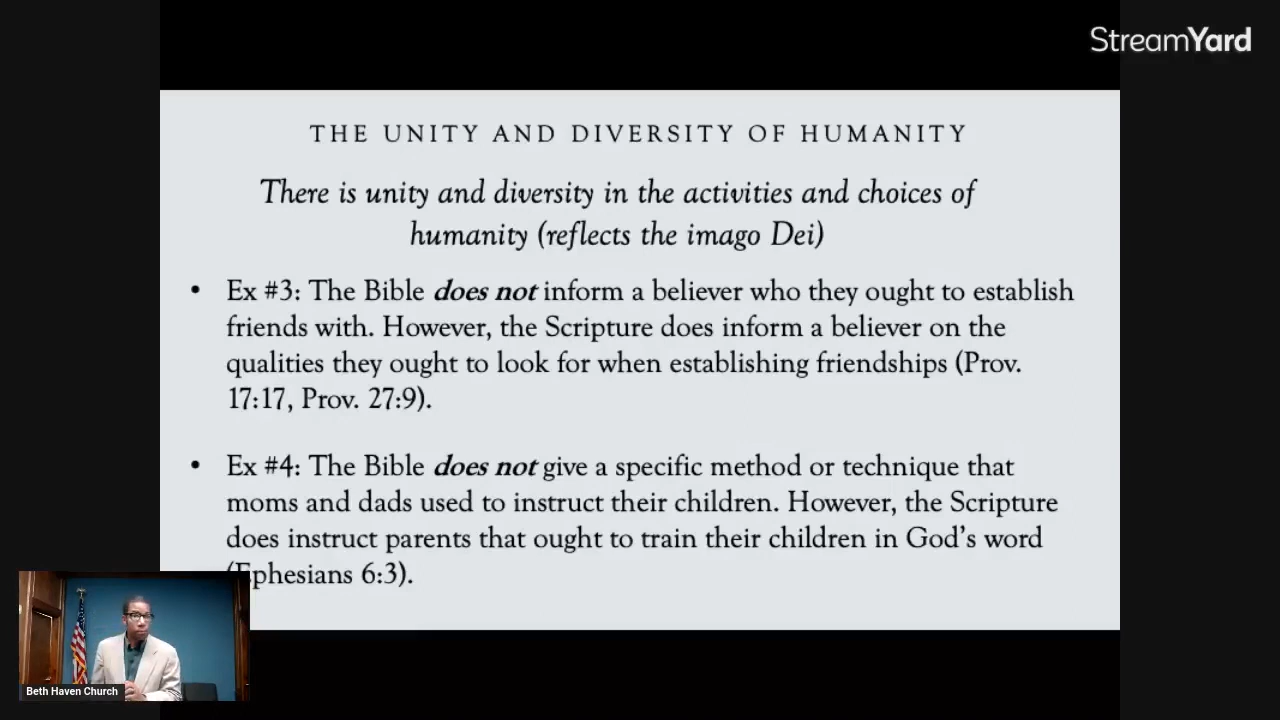 StreamYard
THE UNITY AND DIVERSITY OF HUMANITY
There is unity and diversity in the activities and choices of
humanity (reflects the imago Dei)
• Ex #3: The Bible does not inform a believer who they ought to establish
friends with. However, the Scripture does inform a believer on the
qualities they ought to look for when establishing friendships (Prov.
17:17, Prov. 27:9).
• Ex #4: The Bible does not give a specific method or technique that
moms and dads used to instruct their children. However, the Scripture
does instruct parents that ought to train their children in God's word
(Ephesians 6:3).
Beth Haven Church